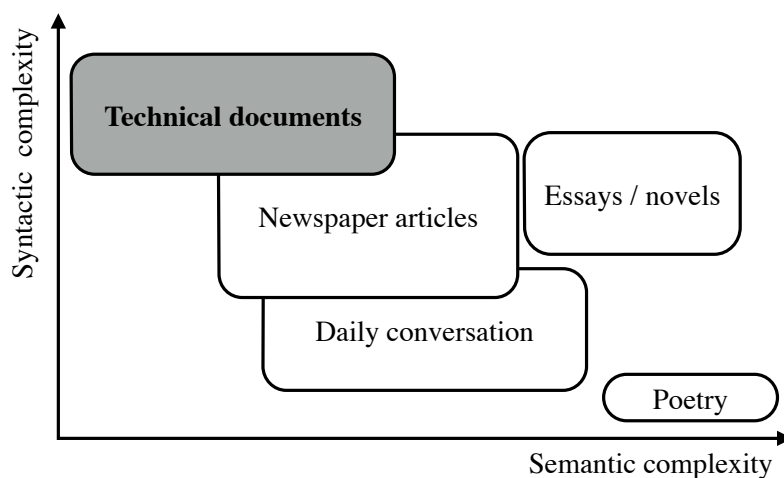 Syntactic complexity
Technical documents
Newspaper articles
Essays / novels
Daily conversation
Poetry
Semantic complexity